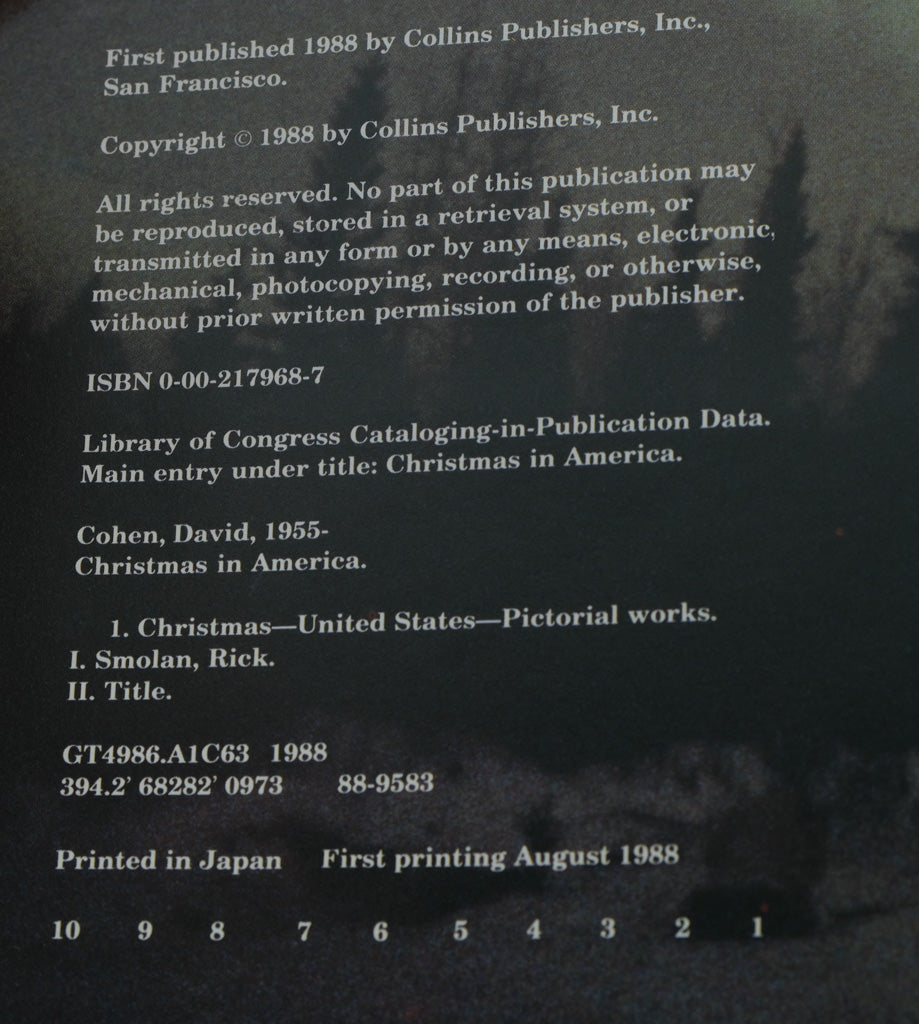 First published 1988 by Collins Publishers, Inc.,
San Francisco.
Copyright © 1988 by Collins Publishers, Inc.
All rights reserved. No part of this publication may
be reproduced, stored in a retrieval system, or
transmitted in any form or by any means, electronic,
mechanical, photocopying, recording, or otherwise,
without prior written permission of the publisher.
ISBN 0-00-217968-7
Library of Congress Cataloging-in-Publication Data.
Main entry under title: Christmas in America.
Cohen, David, 1955-
Christmas in America.
1. Christmas—United States—Pictorial works.
I. Smolan, Rick.
II. Title.
GT4986.A1C63 1988
394.2' 68282' 0973 88-9583
Printed in Japan First printing August 1988
10 9 8 7 6 5 4 3 2 1